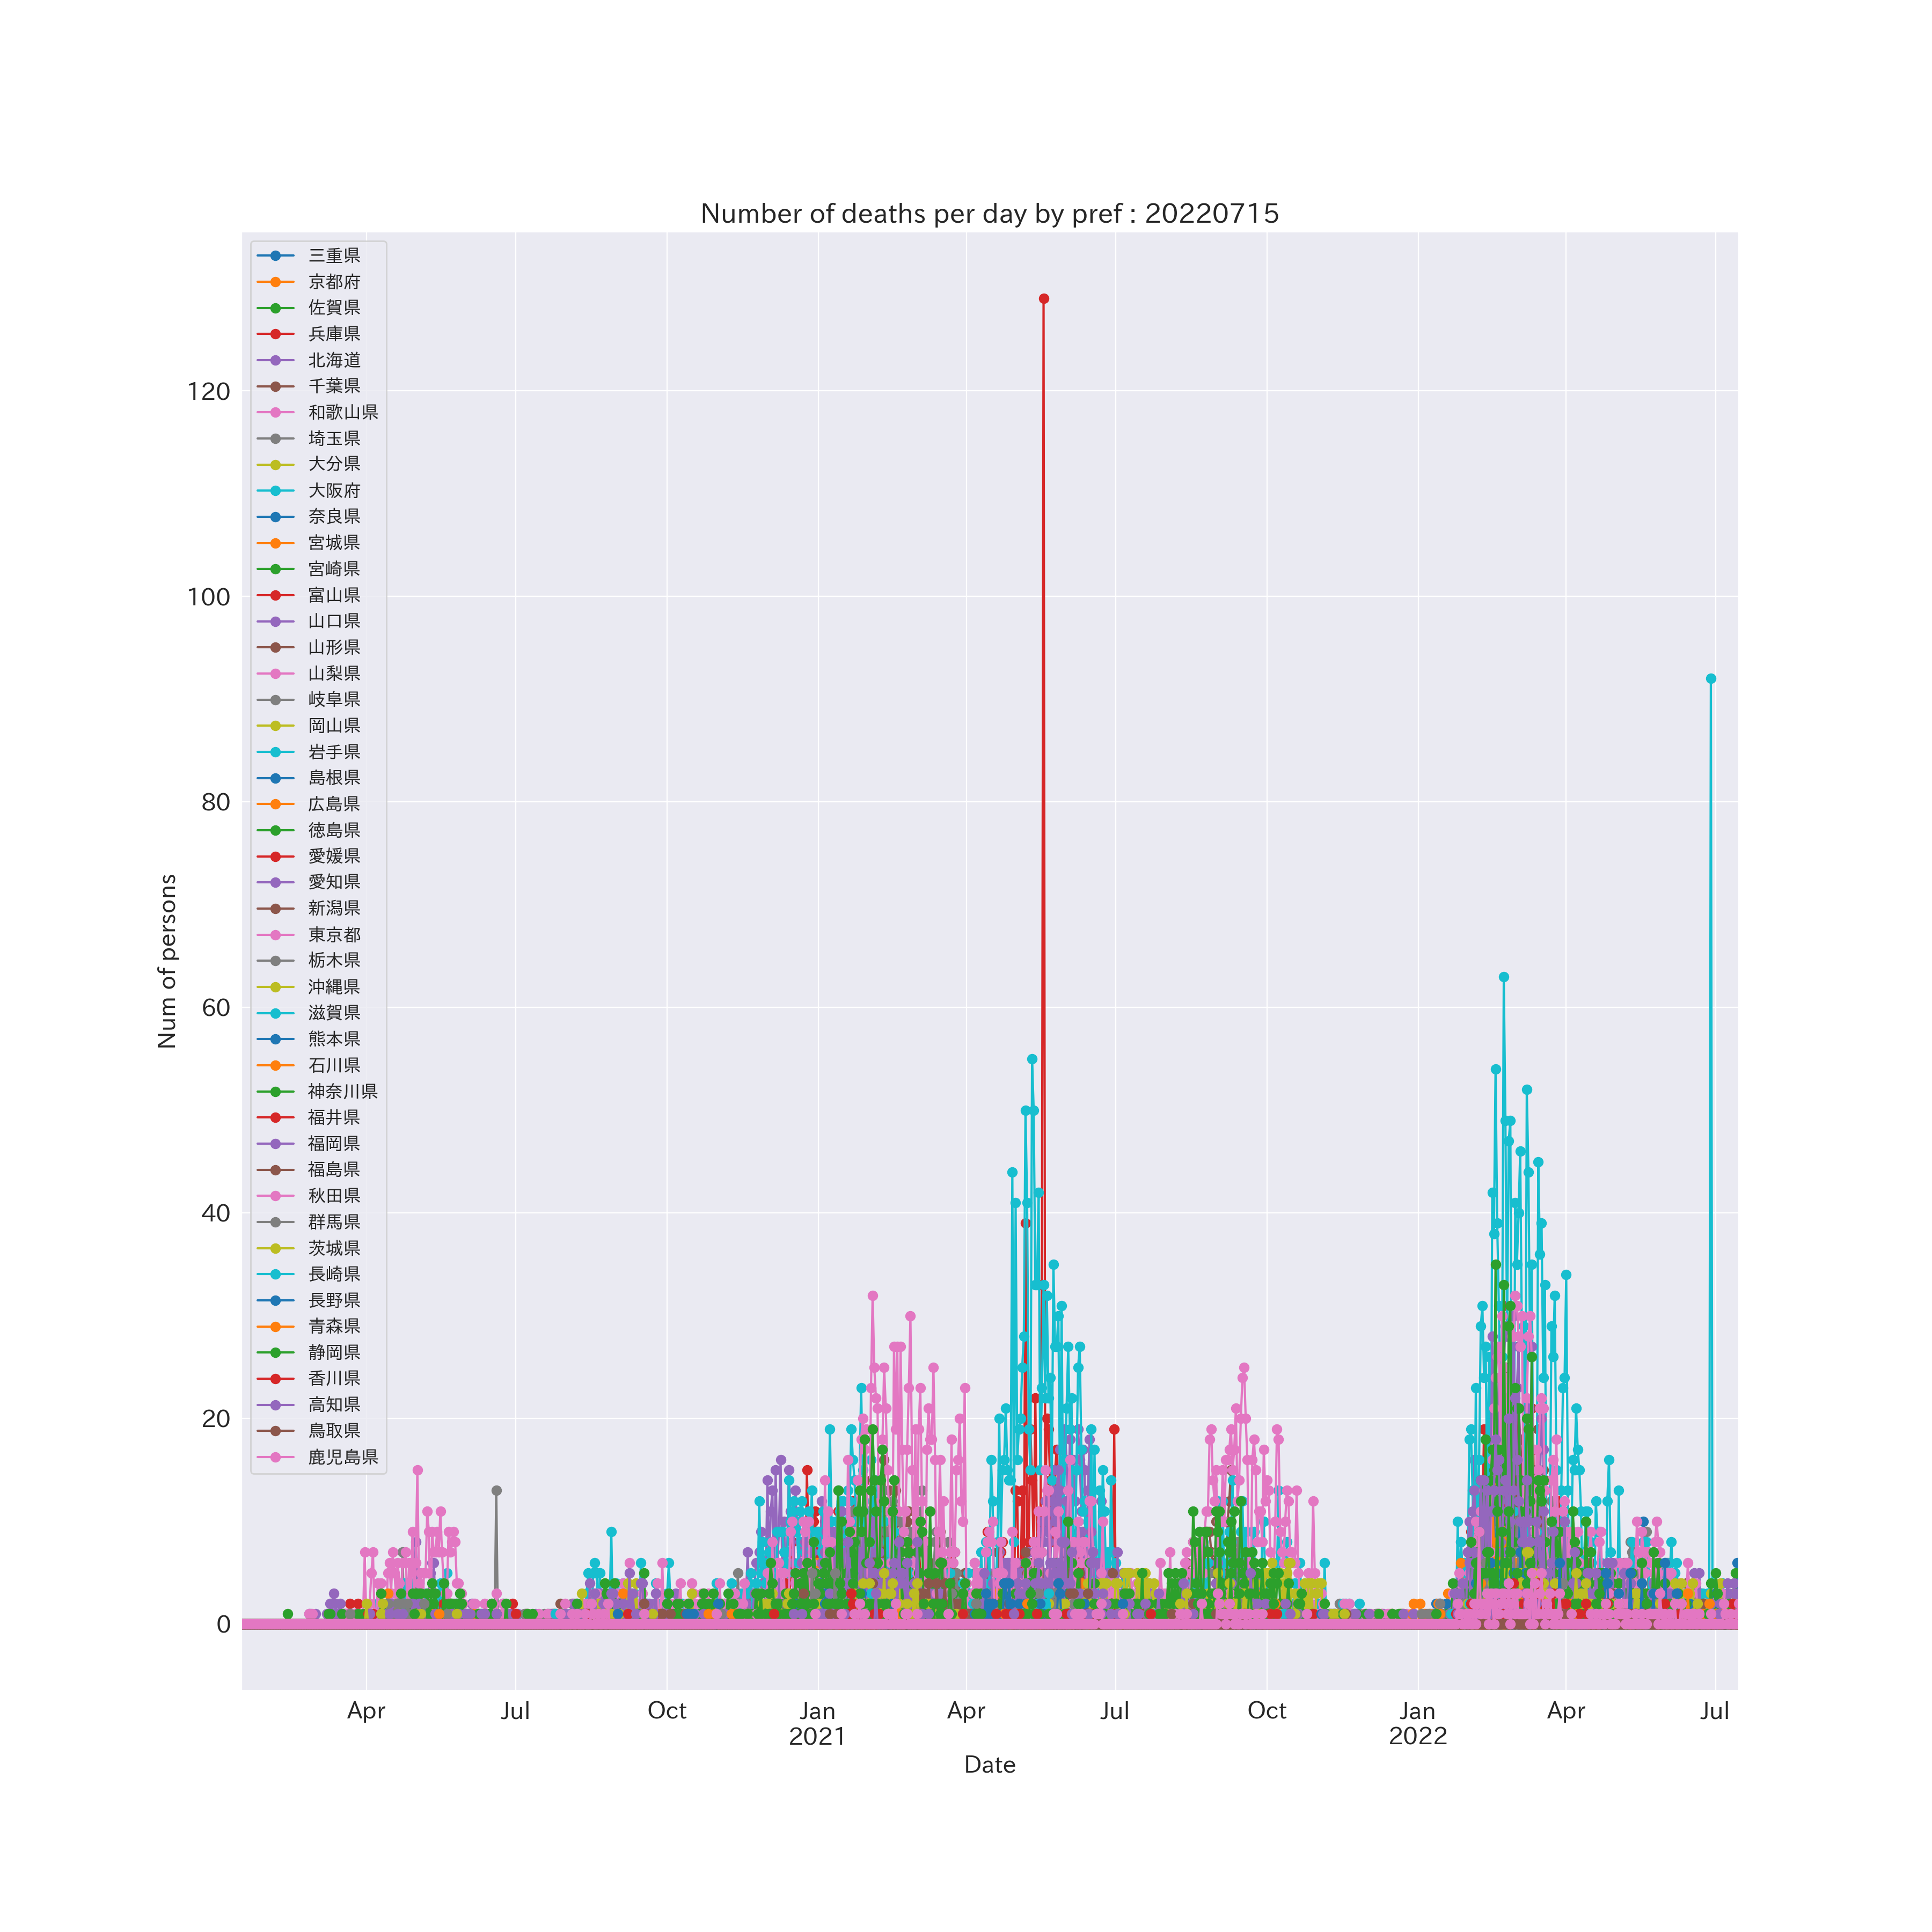 Number of deaths per day by pref : 20220715
三重県
京都府
佐賀県
兵庫県
北海道
千葉県
和歌山県
埼玉県
大分県
大阪府
奈良県
宮城県
宮崎県
富山県
山口県
山形県
山梨県
岐阜県
岡山県
岩手県
島根県
広島県
徳島県
愛媛県
愛知県
新潟県
東京都
栃木県
沖縄県
滋賀県
熊本県
石川県
神奈川県
福井県
福岡県
福島県
秋田県
群馬県
茨城県
長崎県
長野県
青森県
静岡県
香川県
高知県
鳥取県
鹿児島県
120
100
80
60
40
20
0
Num of persons
Apr Jul Oct Jan Apr Jul Oct Jan Apr Jul
2021 2022
Date